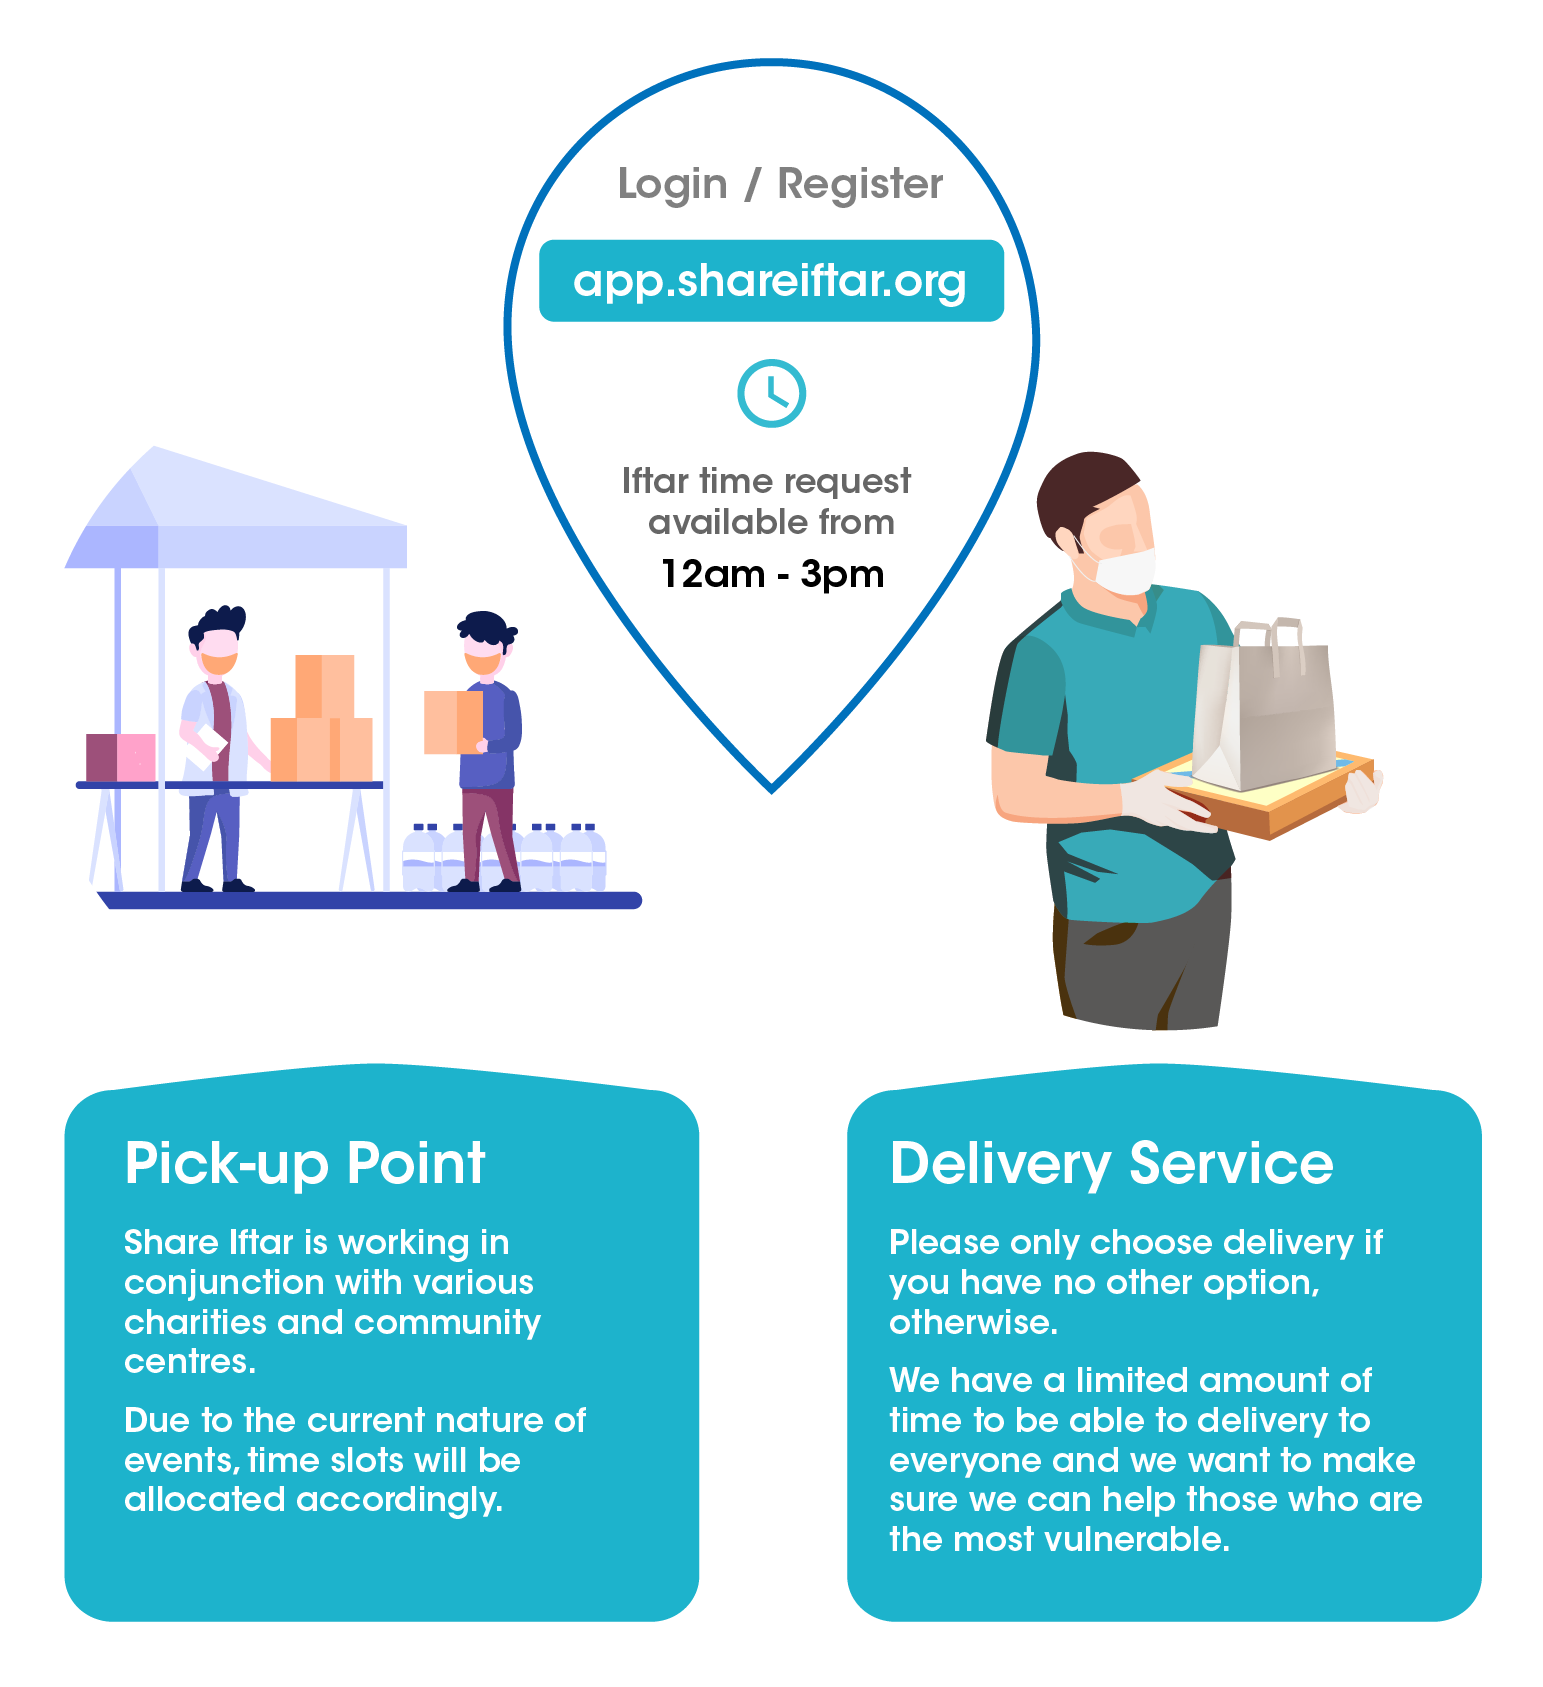 Login / Register
app.shareiftar.org
Iftar time request
available from
12am - 3pm
Pick-up Point
Share Iftar is working in
conjunction with various
charities and community
centres.
Due to the current nature of
events, time slots will be
allocated accordingly.
Delivery Service
Please only choose delivery if
you have no other option,
otherwise.
We have a limited amount of
time to be able to delivery to
everyone and we want to make
sure we can help those who are
the most vulnerable.